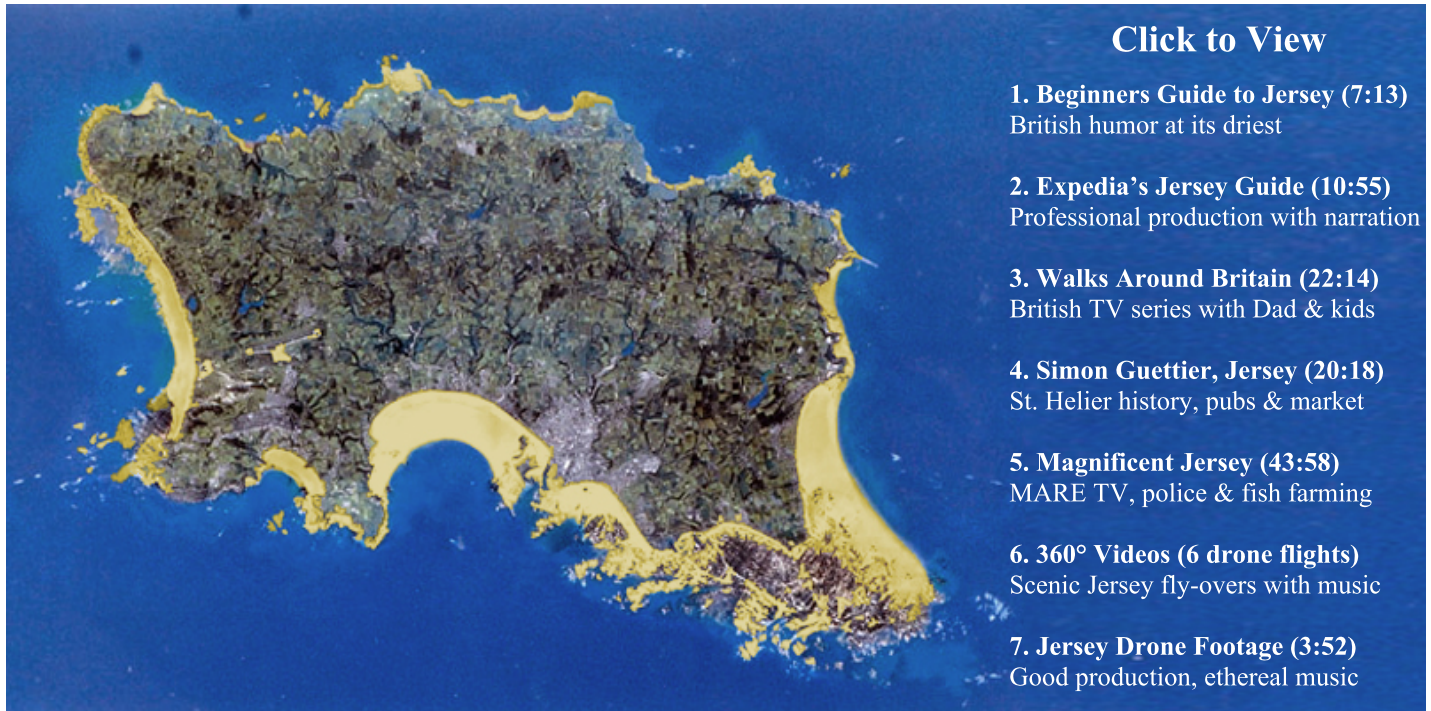 Click to View
1. Beginners Guide to Jersey (7:13)
British humor at its driest
2. Expedia’s Jersey Guide (10:55)
Professional production with narration
3. Walks Around Britain (22:14)
British TV series with Dad & kids
4. Simon Guettier, Jersey (20:18)
St. Helier history, pubs & market
5. Magnificent Jersey (43:58)
MARE TV, police & fish farming
6. 360° Videos (6 drone flights)
Scenic Jersey fly-overs with music
7. Jersey Drone Footage (3:52)
Good production, ethereal music